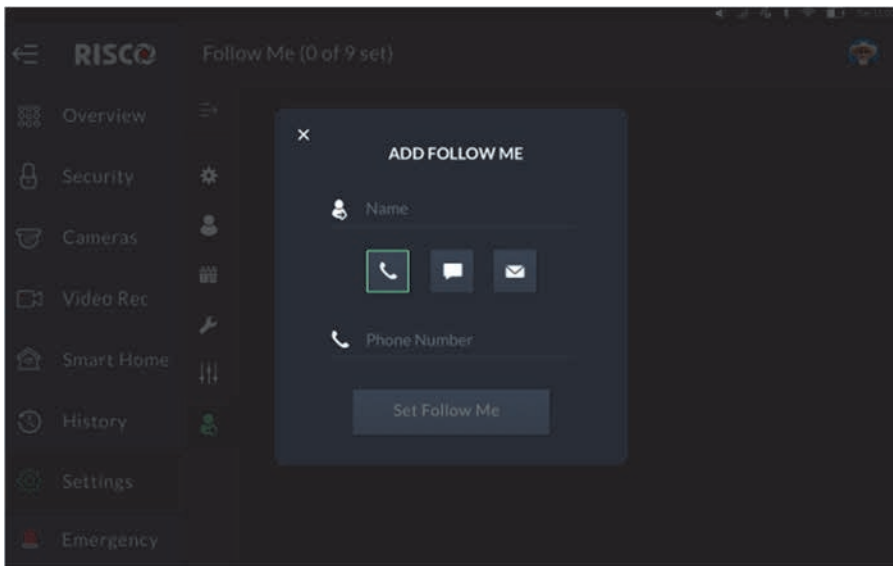 RISCO
Follow Me (0 of 9 set)
Overview
Security
Cameras
Video Rec
Smart Home
History
Settings
Emergency
ADD FOLLOW ME
Name
Phone Number
Set Follow Me